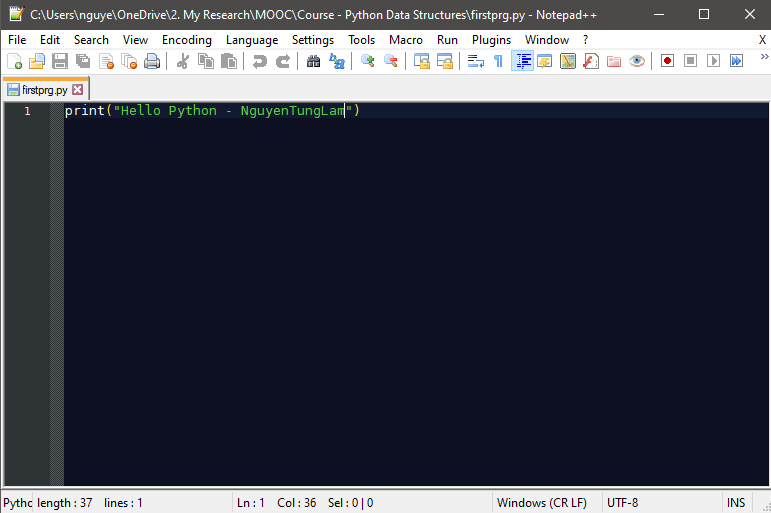 C:\Users\nguye\OneDrive\2. My Research\MOOC\Course - Python Data Structures\firstprg.py - Notepad++
File Edit Search View Encoding Language Settings Tools Macro Run Plugins Window ? X
firstprg.py
1 print("Hello Python - NguyenTungLam")
Pytho length : 37 lines : 1 Ln : 1 Col : 36 Sel : 0 | 0 Windows (CR LF) UTF-8 INS